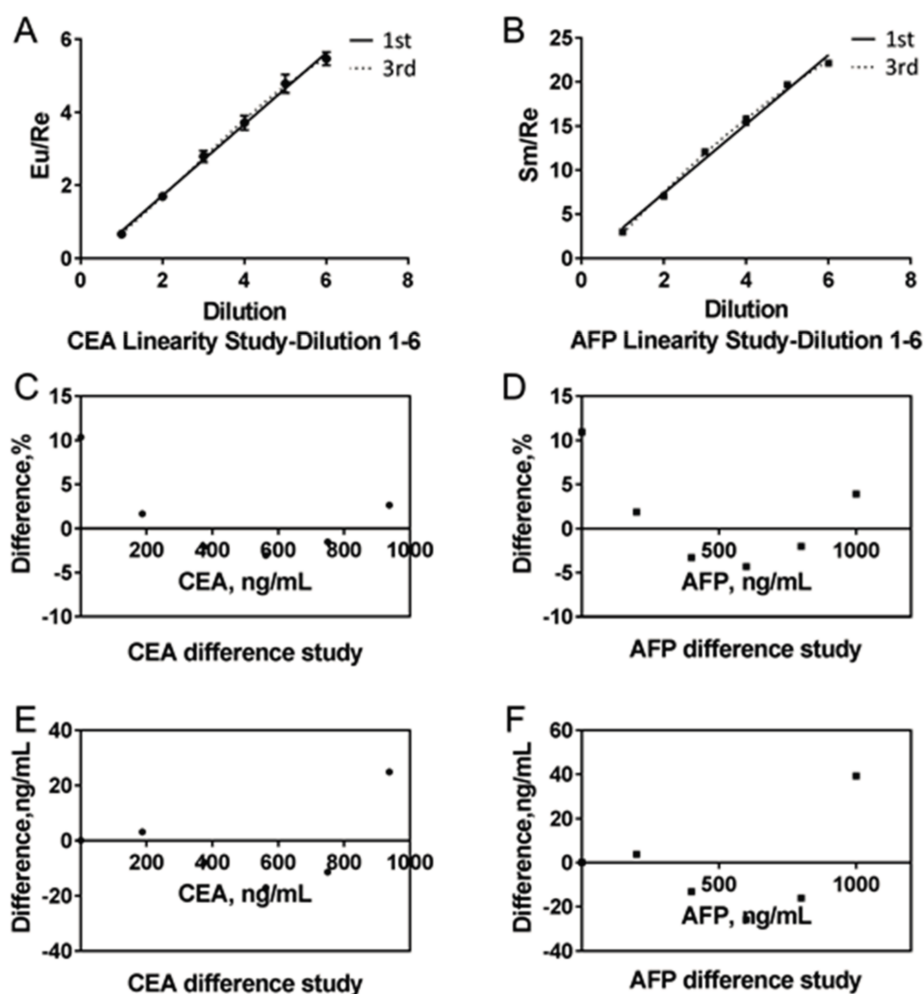 A
6
4
2
0
Eu/Re
1st
3rd
0 2 4 6 8
Dilution
CEA Linearity Study-Dilution 1-6
B
25
20
15
10
5
0
Sm/Re
1st
3rd
0 2 4 6 8
Dilution
AFP Linearity Study-Dilution 1-6
C
15
10
5
0
-5
-10
Difference,%
200 400 600 800 1000
CEA, ng/mL
CEA difference study
D
15
10
5
0
-5
-10
Difference,%
500 1000
AFP, ng/mL
AFP difference study
E
40
20
0
-20
-40
Difference,ng/mL
200 400 600 800 1000
CEA, ng/mL
CEA difference study
F
60
40
20
0
-20
-40
Difference,ng/mL
500 1000
AFP, ng/mL
AFP difference study